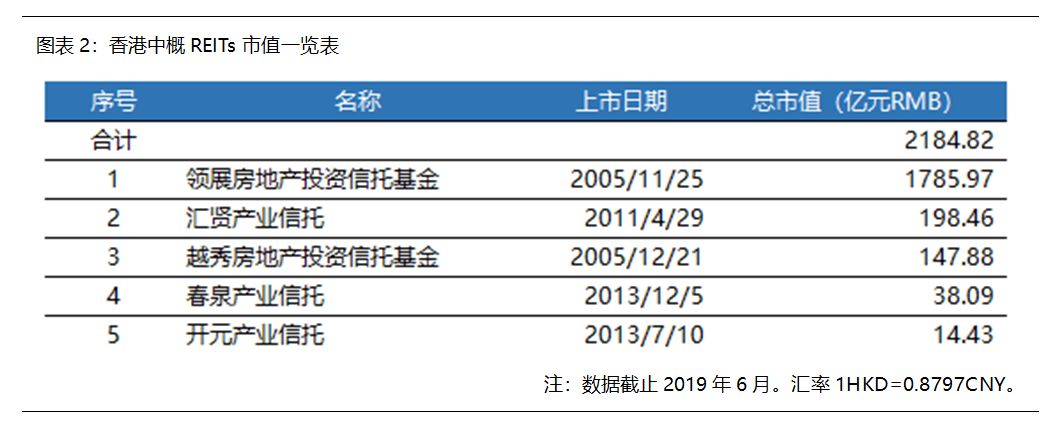 图表 2：香港中概 REITs 市值一览表
序号 名称 上市日期 总市值（亿元RMB）
合计 2184.82
1 领展房地产投资信托基金 2005/11/25 1785.97
2 汇贤产业信托 2011/4/29 198.46
3 越秀房地产投资信托基金 2005/12/21 147.88
4 春泉产业信托 2013/12/5 38.09
5 开元产业信托 2013/7/10 14.43
注：数据截止 2019 年 6 月。汇率 1HKD=0.8797CNY。